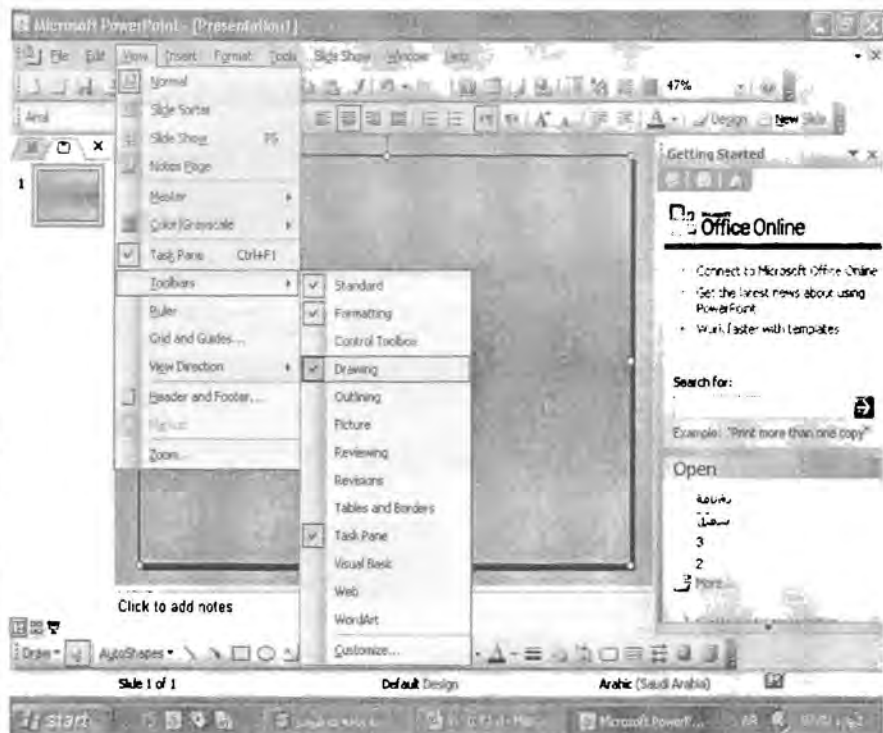 Microsoft PowerPoint - [Presentation1]
File Edit View Insert Format Tools Slide Show Window Help
47%
Arial
Design New Slide
1
Normal
Slide Sorter
Slide Show F5
Notes Page
Master
Color/Grayscale
Task Pane Ctrl+F1
Toolbars
Ruler
Grid and Guides...
View Direction
Header and Footer...
Markup
Zoom...
Standard
Formatting
Control Toolbox
Drawing
Outlining
Picture
Reviewing
Revisions
Tables and Borders
Task Pane
Visual Basic
Web
WordArt
Customize...
Getting Started
Microsoft
Office Online
Connect to Microsoft Office Online
Get the latest news about using
PowerPoint
Work faster with templates
Search for:
Example: "Print more than one copy"
Open
3
2
More...
Click to add notes
Draw AutoShapes
Slide 1 of 1 Default Design Arabic (Saudi Arabia)
start Microsoft PowerP... AR